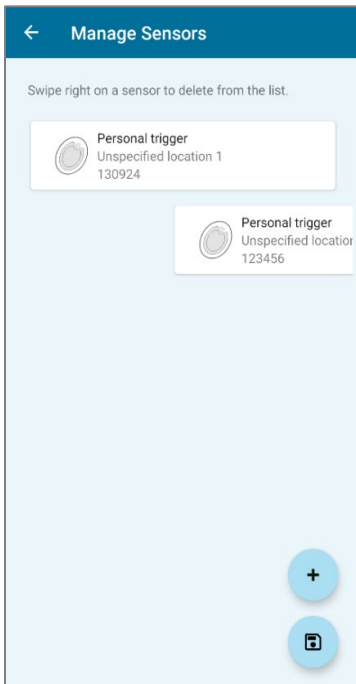 Manage Sensors
Swipe right on a sensor to delete from the list.
Personal trigger
Unspecified location 1
130924
Personal trigger
Unspecified location
123456